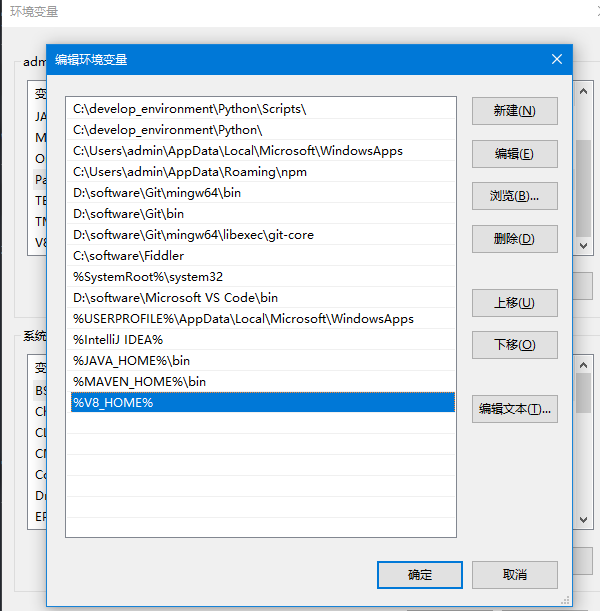 环境变量
编辑环境变量
adm
变
JA
M
O
Pa
TE
TM
V8
C:\develop_environment\Python\Scripts\
C:\develop_environment\Python\
C:\Users\admin\AppData\Local\Microsoft\WindowsApps
C:\Users\admin\AppData\Roaming\npm
D:\software\Git\mingw64\bin
D:\software\Git\bin
D:\software\Git\mingw64\libexec\git-core
C:\software\Fiddler
%SystemRoot%\system32
D:\software\Microsoft VS Code\bin
%USERPROFILE%\AppData\Local\Microsoft\WindowsApps
%IntelliJ IDEA%
%JAVA_HOME%\bin
%MAVEN_HOME%\bin
%V8_HOME%
新建(N)
编辑(E)
浏览(B)...
删除(D)
上移(U)
下移(O)
编辑文本(T)...
系统
变
Ch
CL
Co
Dr
EP
确定
取消